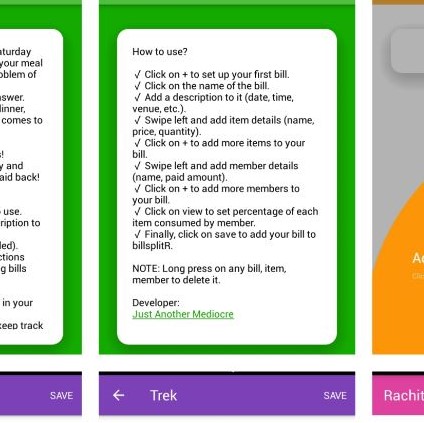 aturday
your meal
oblem of
swer.
inner,
comes to
s!
y and
aid back!
use.
ription to
ded).
ctions
g bills
in your
keep track
How to use?
√ Click on + to set up your first bill.
√ Click on the name of the bill.
√ Add a description to it (date, time,
venue, etc.).
√ Swipe left and add item details (name,
price, quantity).
√ Click on + to add more items to your
bill.
√ Swipe left and add member details
(name, paid amount).
√ Click on + to add more members to
your bill.
√ Click on view to set percentage of each
item consumed by member.
√ Finally, click on save to add your bill to
billsplitR.
NOTE: Long press on any bill, item,
member to delete it.
Developer:
Just Another Mediocre
SAVE
← Trek SAVE
Rachit